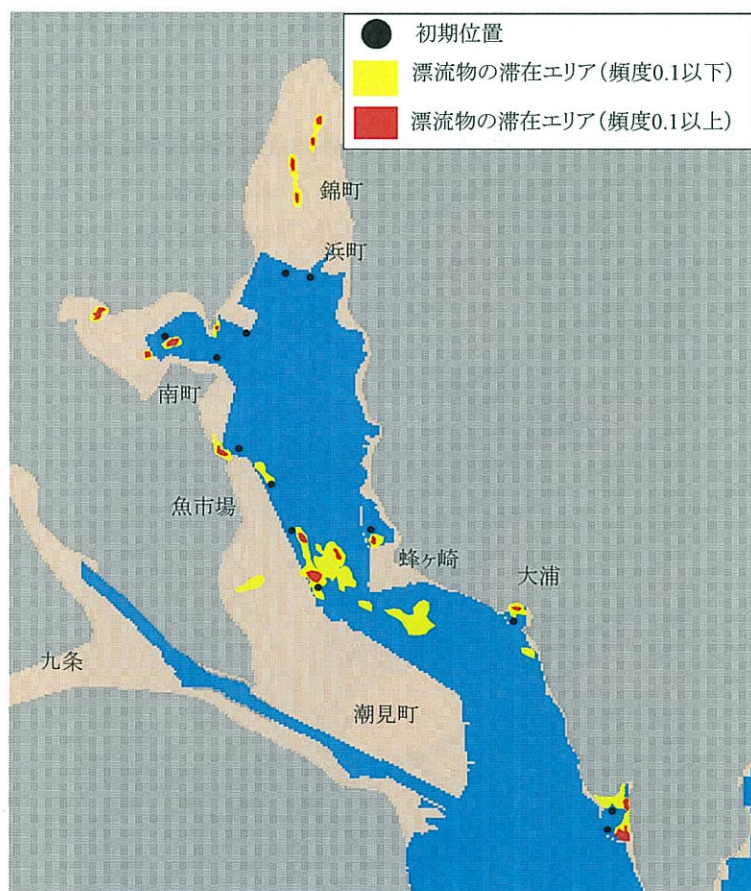 初期位置
漂流物の滞在エリア(頻度0.1以下)
漂流物の滞在エリア(頻度0.1以上)
錦町
浜町
南町
魚市場
蜂ヶ崎
大浦
九条
潮見町